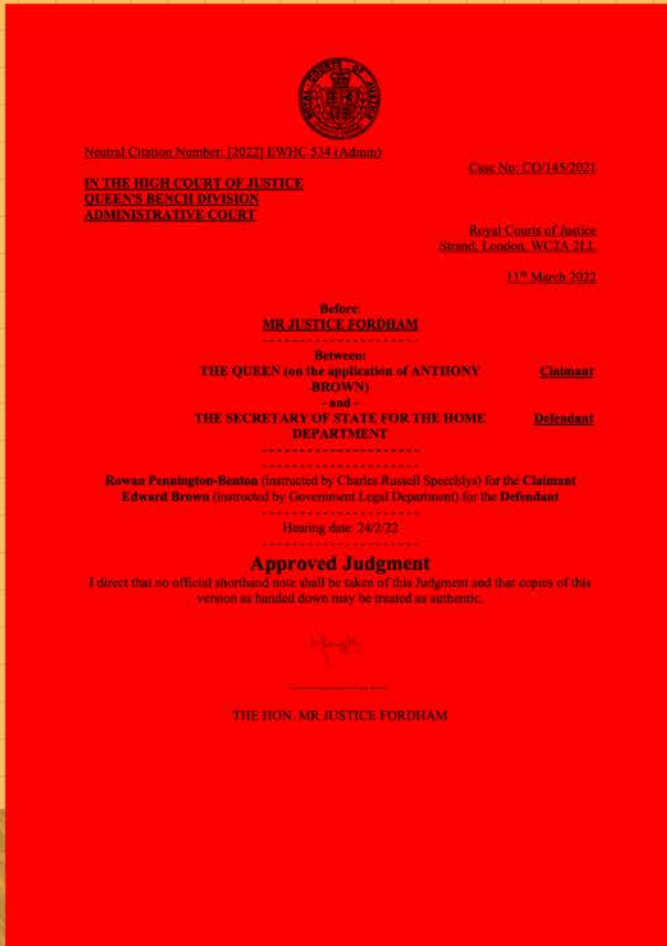 ROYAL COURTS OF JUSTICE
Neutral Citation Number: [2022] EWHC 534 (Admin)
Case No: CO/145/2021
IN THE HIGH COURT OF JUSTICE
QUEEN'S BENCH DIVISION
ADMINISTRATIVE COURT
Royal Courts of Justice
Strand, London, WC2A 2LL
11th March 2022
Before:
MR JUSTICE FORDHAM
Between:
THE QUEEN (on the application of ANTHONY Claimant
BROWN)
- and -
THE SECRETARY OF STATE FOR THE HOME Defendant
DEPARTMENT
Rowan Pennington-Benton (instructed by Charles Russell Speechlys) for the Claimant
Edward Brown (instructed by Government Legal Department) for the Defendant
Hearing date: 24/2/22
Approved Judgment
I direct that no official shorthand note shall be taken of this Judgment and that copies of this
version as handed down may be treated as authentic.
THE HON. MR JUSTICE FORDHAM